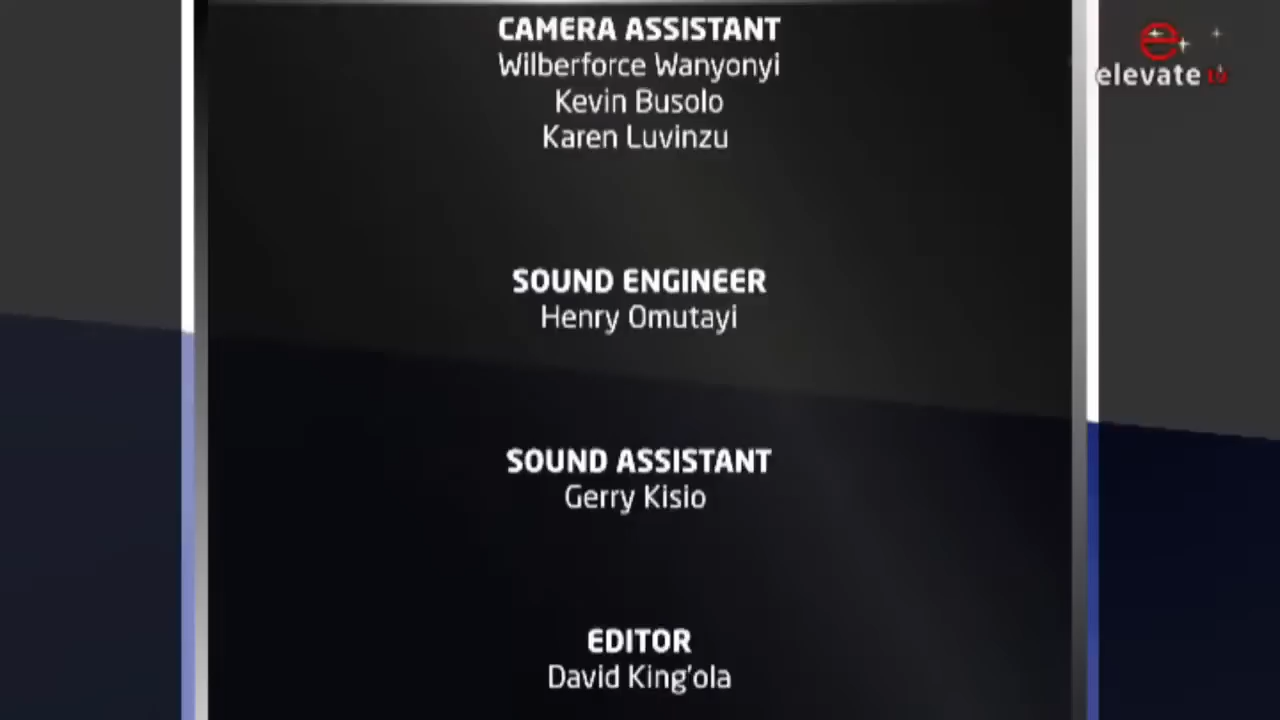 CAMERA ASSISTANT
Wilberforce Wanyonyi
Kevin Busolo
Karen Luvinzu
SOUND ENGINEER
Henry Omutayi
SOUND ASSISTANT
Gerry Kisio
EDITOR
David King'ola
elevate